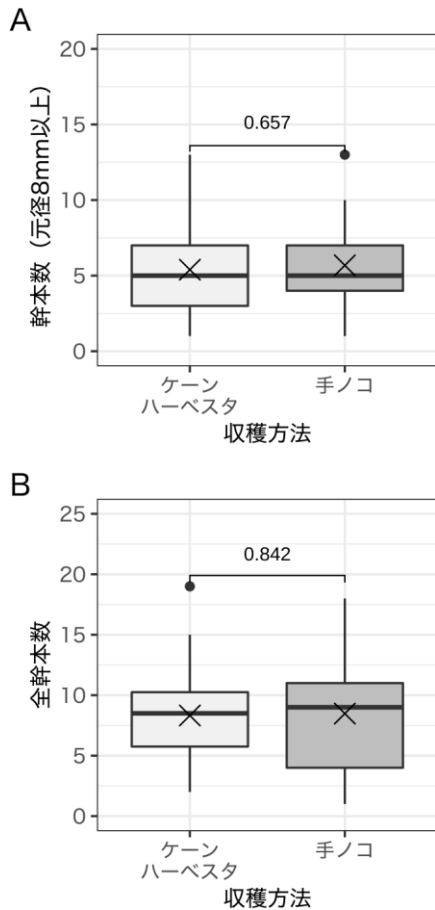 A
幹本数（元径8mm以上）
20
15
10
5
0
0.657
ケーン
ハーベスタ
手ノコ
収穫方法
B
全幹本数
25
20
15
10
5
0
0.842
ケーン
ハーベスタ
手ノコ
収穫方法